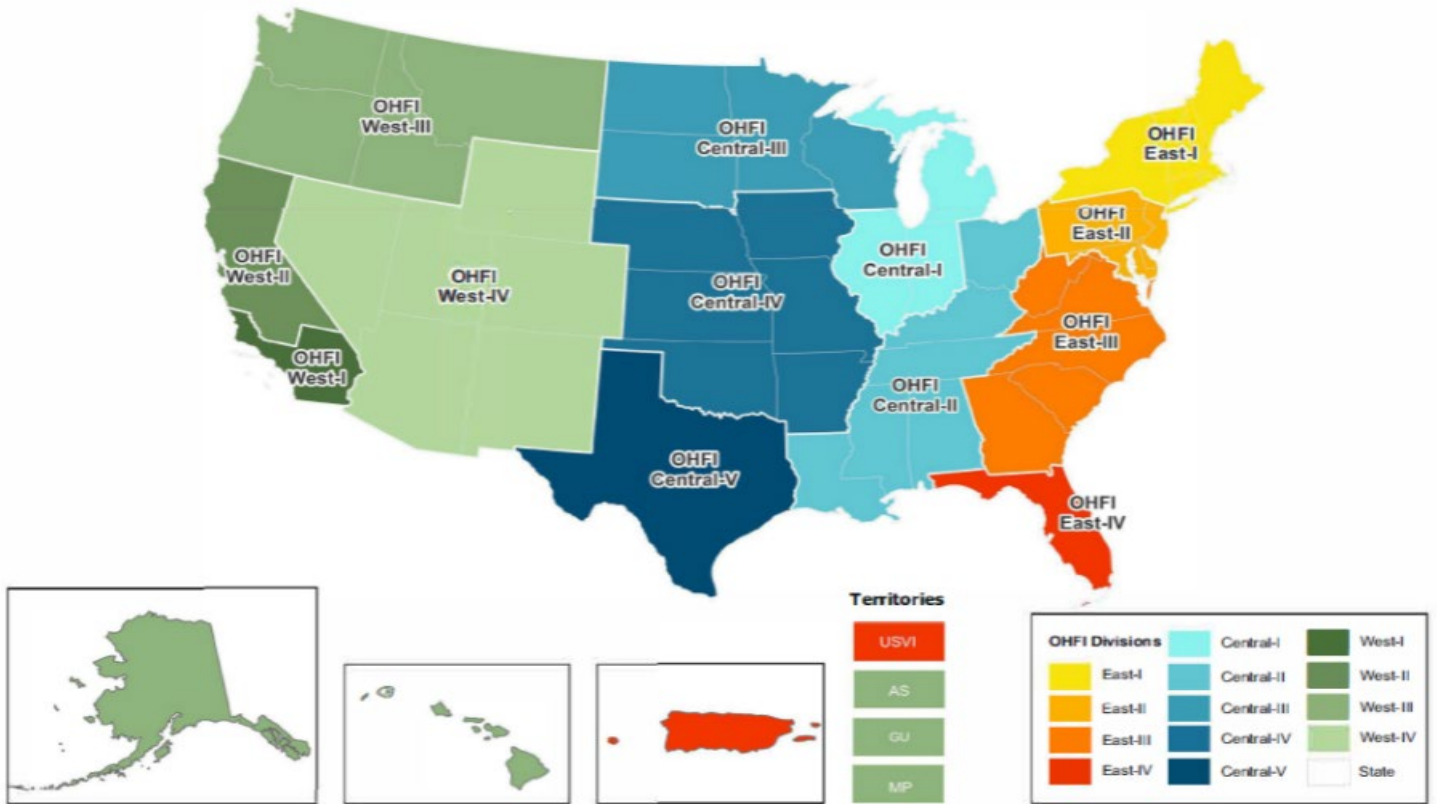 OHFI
West-III
OHFI
Central-III
OHFI
East-I
OHFI
East-II
OHFI
West-II
OHFI
West-IV
OHFI
Central-IV
OHFI
Central-I
OHFI
East-III
OHFI
West-I
OHFI
Central-II
OHFI
Central-V
OHFI
East-IV
Territories
USVI
AS
GU
MP
OHFI Divisions
East-I
East-II
East-III
East-IV
Central-I
Central-II
Central-III
Central-IV
Central-V
West-I
West-II
West-III
West-IV
State